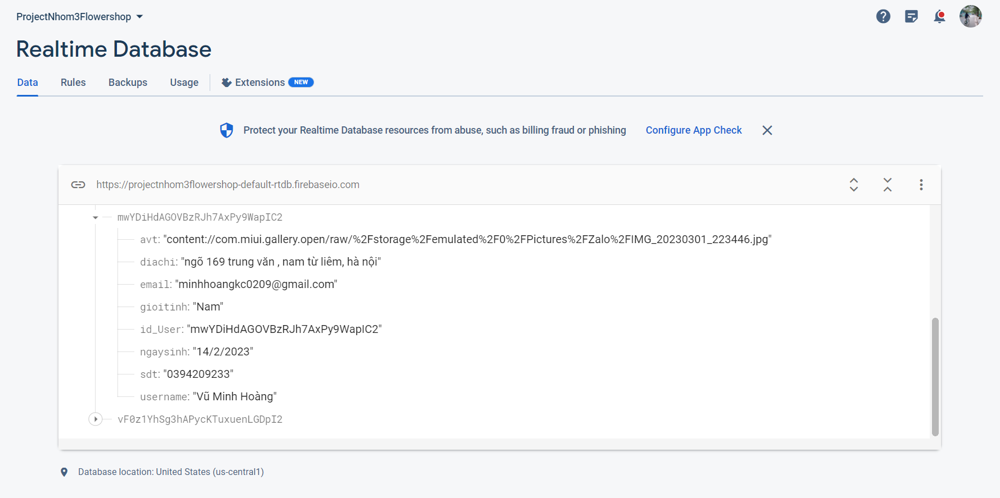 ProjectNhom3Flowershop
Realtime Database
Data Rules Backups Usage Extensions NEW
Protect your Realtime Database resources from abuse, such as billing fraud or phishing Configure App Check
https://projectnhom3flowershop-default-rtdb.firebaseio.com
mwYDiHdAGOVBzRJh7AxPy9WapIC2
avt: "content://com.miui.gallery.open/raw/%2Fstorage%2Femulated%2F0%2FPictures%2FZalo%2FIMG_20230301_223446.jpg"
diachi: "ngõ 169 trung văn , nam từ liêm, hà nội"
email: "minhhoangkc0209@gmail.com"
gioitinh: "Nam"
id_User: "mwYDiHdAGOVBzRJh7AxPy9WapIC2"
ngaysinh: "14/2/2023"
sdt: "0394209233"
username: "Vũ Minh Hoàng"
vF0z1YhSg3hAPycKTuxuenLGDpI2
Database location: United States (us-central1)